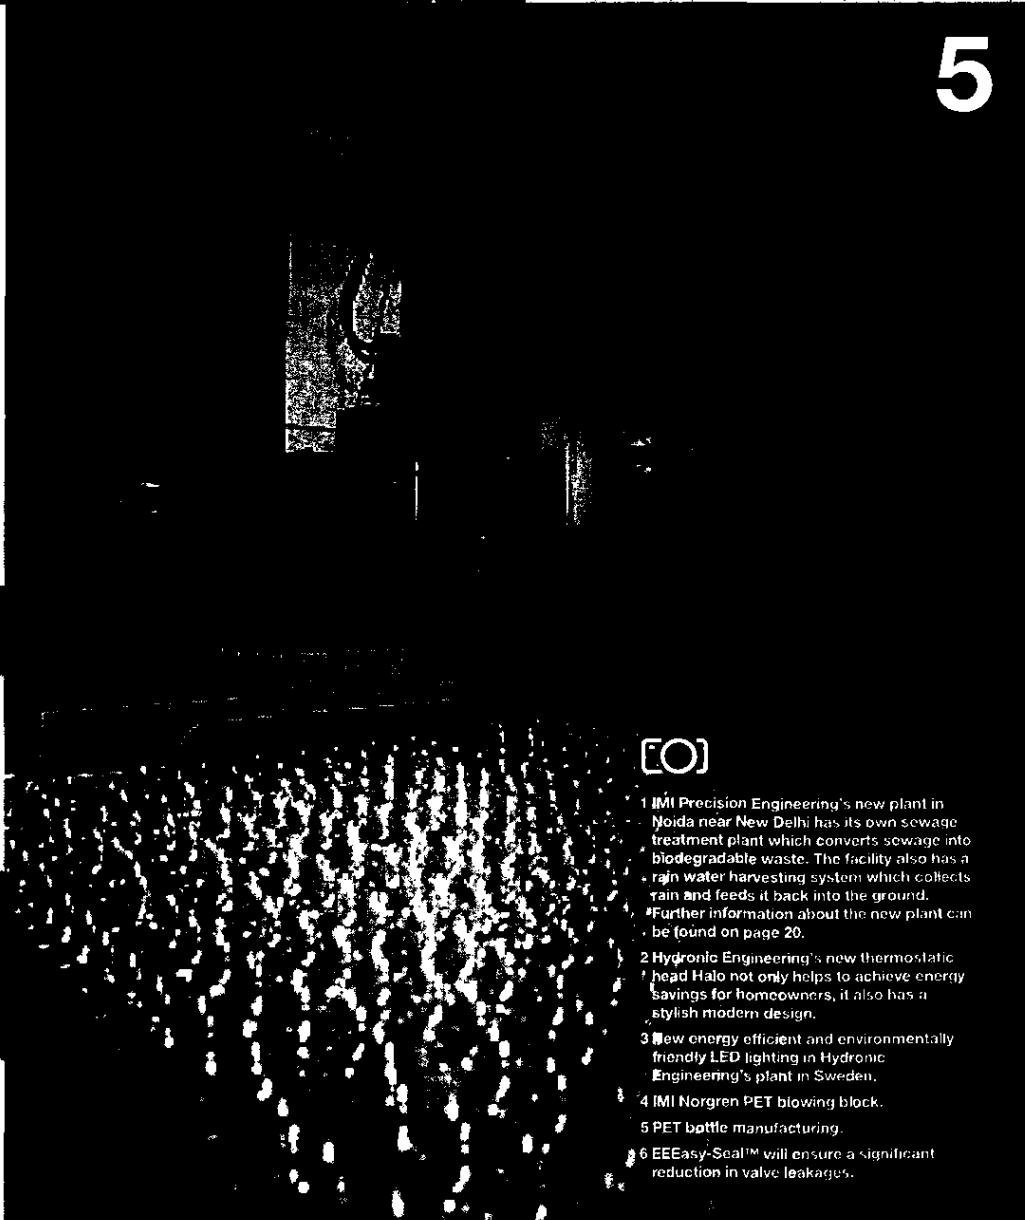 5
1 IMI Precision Engineering's new plant in
Noida near New Delhi has its own sewage
treatment plant which converts sewage into
biodegradable waste. The facility also has a
rain water harvesting system which collects
rain and feeds it back into the ground.
Further information about the new plant can
be found on page 20.
2 Hydronic Engineering's new thermostatic
head Halo not only helps to achieve energy
savings for homeowners, it also has a
stylish modern design.
3 New energy efficient and environmentally
friendly LED lighting in Hydronic
Engineering's plant in Sweden.
4 IMI Norgren PET blowing block.
5 PET bottle manufacturing.
6 EEEasy-Seal™ will ensure a significant
reduction in valve leakages.